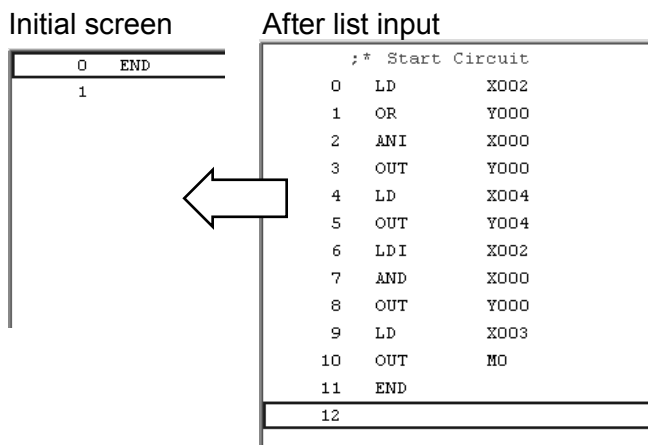 Initial screen
0 END
1
After list input
;* Start Circuit
0 LD X002
1 OR Y000
2 ANI X000
3 OUT Y000
4 LD X004
5 OUT Y004
6 LDI X002
7 AND X000
8 OUT Y000
9 LD X003
10 OUT M0
11 END
12